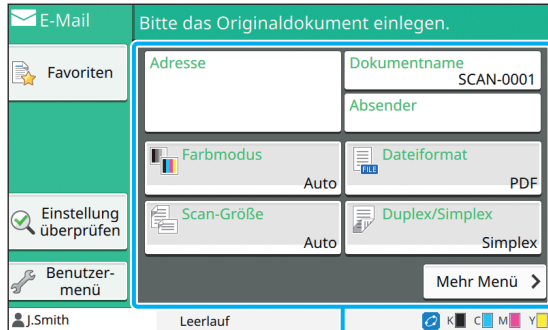 E-Mail
Bitte das Originaldokument einlegen.
Favoriten
Einstellung
überprüfen
Benutzer-
menü
Adresse
Dokumentname
SCAN-0001
Absender
Farbmodus
Auto
FILE
Dateiformat
PDF
Scan-Größe
Auto
Duplex/Simplex
Simplex
Mehr Menü
J.Smith
Leerlauf
K C M Y